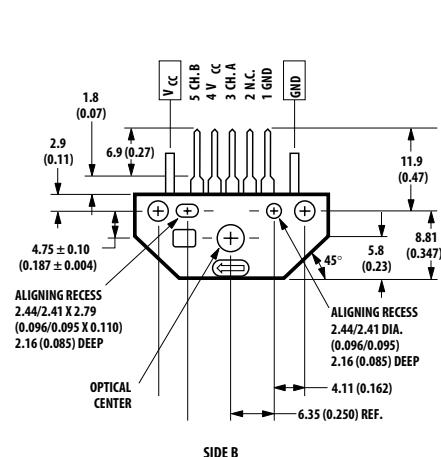 V CC
5 CH. B
4 V CC
3 CH. A
2 N.C.
1 GND
GND
1.8
(0.07)
2.9
(0.11)
6.9 (0.27)
11.9
(0.47)
4.75 ± 0.10
(0.187 ± 0.004)
8.81
(0.347)
5.8
(0.23)
45°
ALIGNING RECESS
2.44/2.41 X 2.79
(0.096/0.095 X 0.110)
2.16 (0.085) DEEP
ALIGNING RECESS
2.44/2.41 DIA.
(0.096/0.095)
2.16 (0.085) DEEP
OPTICAL
CENTER
4.11 (0.162)
6.35 (0.250) REF.
SIDE B